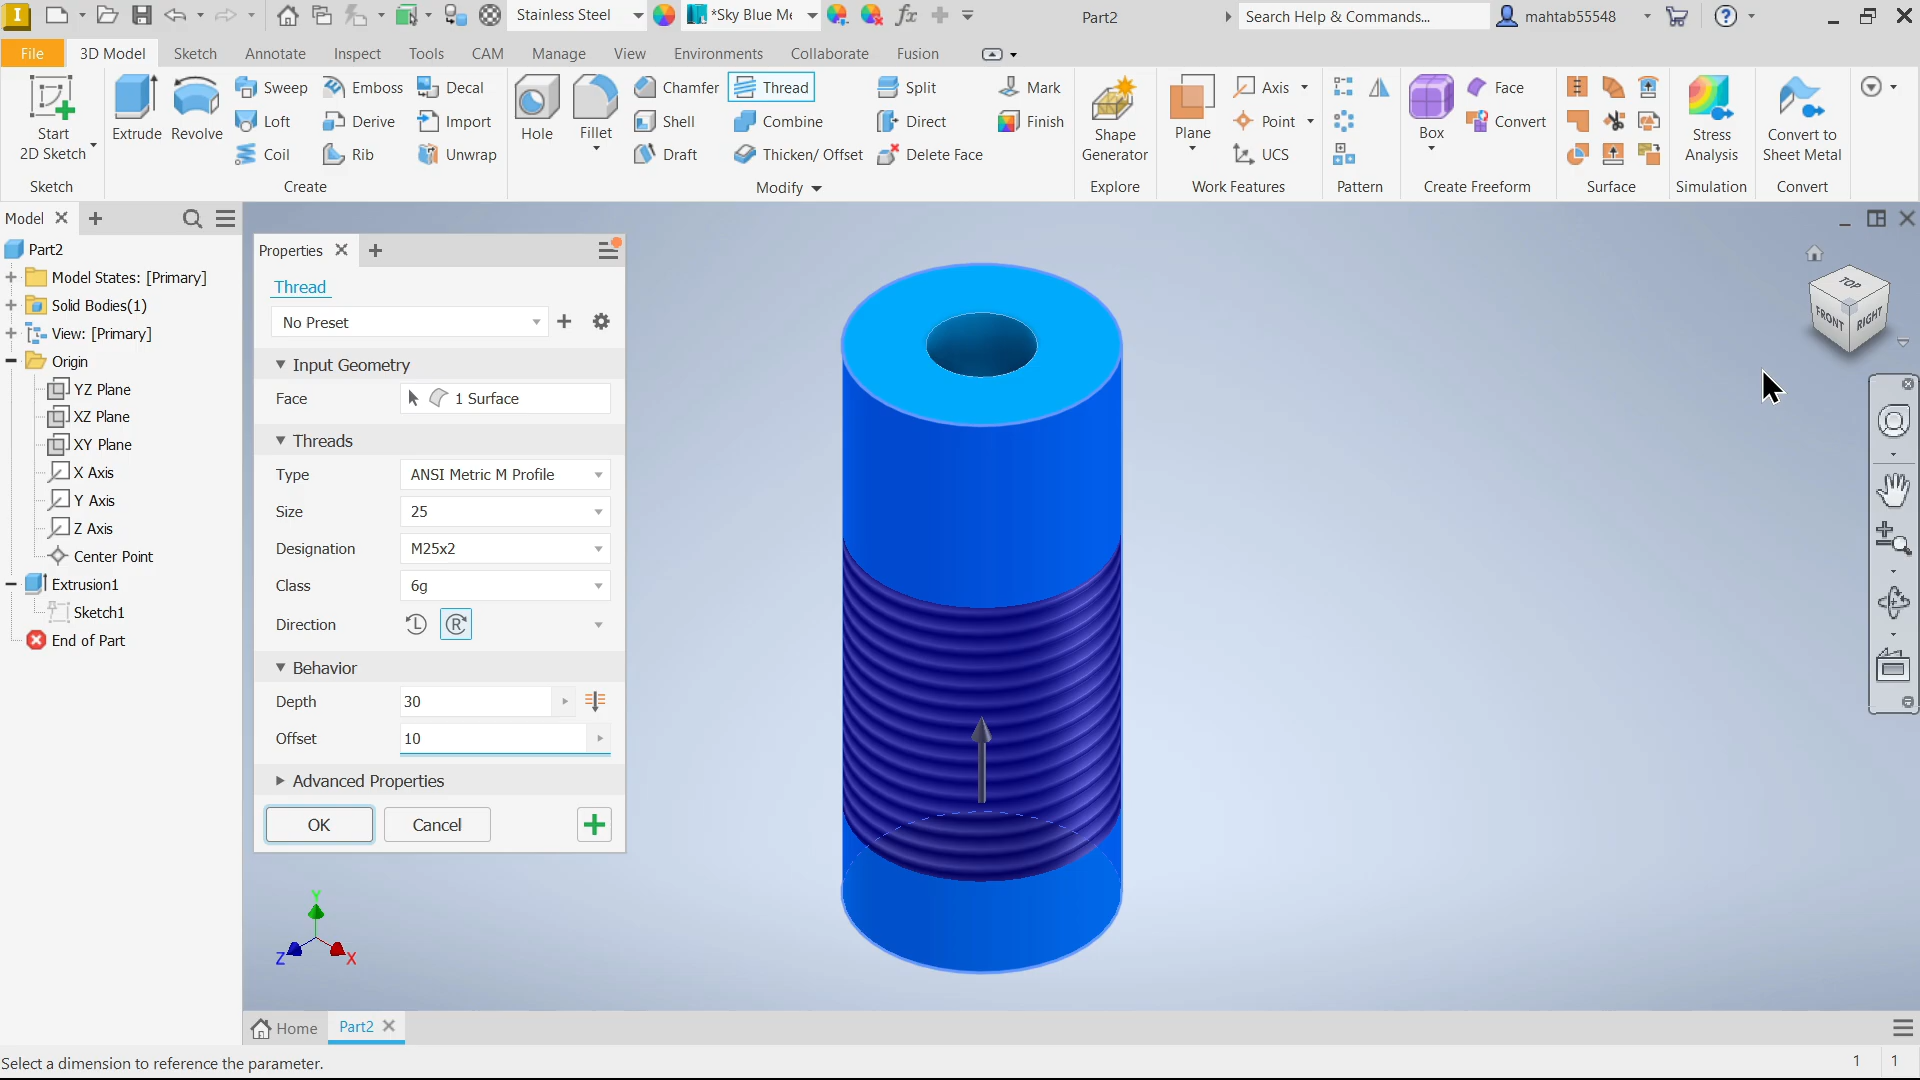 Stainless Steel
*Sky Blue Me
Part2
Search Help & Commands...
mahtab55548
File
3D Model
Sketch
Annotate
Inspect
Tools
CAM
Manage
View
Environments
Collaborate
Fusion
Start
2D Sketch
Sketch
Extrude
Revolve
Sweep
Emboss
Decal
Loft
Derive
Import
Coil
Rib
Unwrap
Create
Hole
Fillet
Chamfer
Thread
Split
Mark
Shell
Combine
Direct
Finish
Draft
Thicken/ Offset
Delete Face
Modify
Shape
Generator
Explore
Plane
Axis
Point
UCS
Work Features
Pattern
Box
Face
Convert
Create Freeform
Surface
Stress
Analysis
Simulation
Convert to
Sheet Metal
Convert
Model
Part2
Model States: [Primary]
Solid Bodies(1)
View: [Primary]
Origin
YZ Plane
XZ Plane
XY Plane
X Axis
Y Axis
Z Axis
Center Point
Extrusion1
Sketch1
End of Part
Properties
Thread
No Preset
Input Geometry
Face
1 Surface
Threads
Type
ANSI Metric M Profile
Size
25
Designation
M25x2
Class
6g
Direction
L
R
Behavior
Depth
30
Offset
10
Advanced Properties
OK
Cancel
TOP
FRONT
RIGHT
Y
Z
X
Home
Part2
Select a dimension to reference the parameter.
1
1